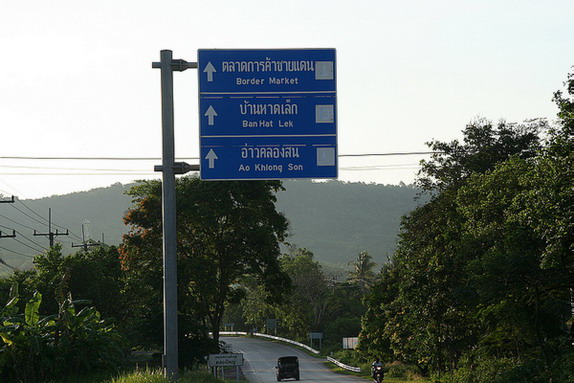 ตลาดการค้าชายแดน
Border Market
บ้านหาดเล็ก
Ban Hat Lek
อ่าวคลองสน
Ao Khlong Son